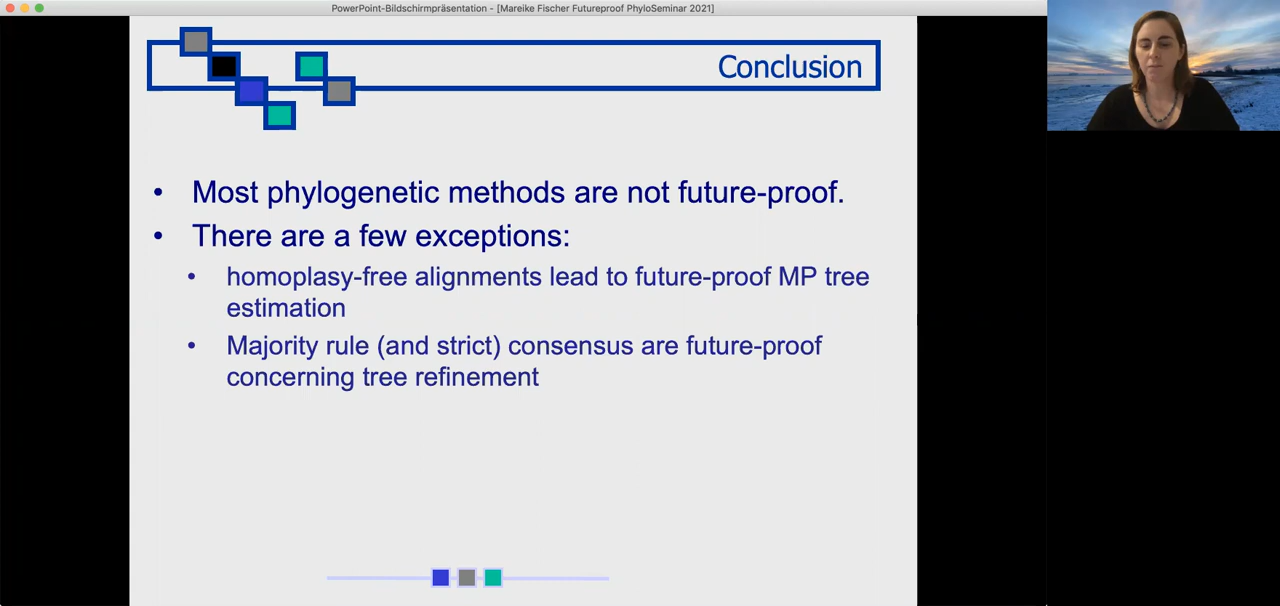 PowerPoint-Bildschirmpräsentation - [Mareike Fischer Futureproof PhyloSeminar 2021]
Conclusion
• Most phylogenetic methods are not future-proof.
• There are a few exceptions:
• homoplasy-free alignments lead to future-proof MP tree
estimation
• Majority rule (and strict) consensus are future-proof
concerning tree refinement